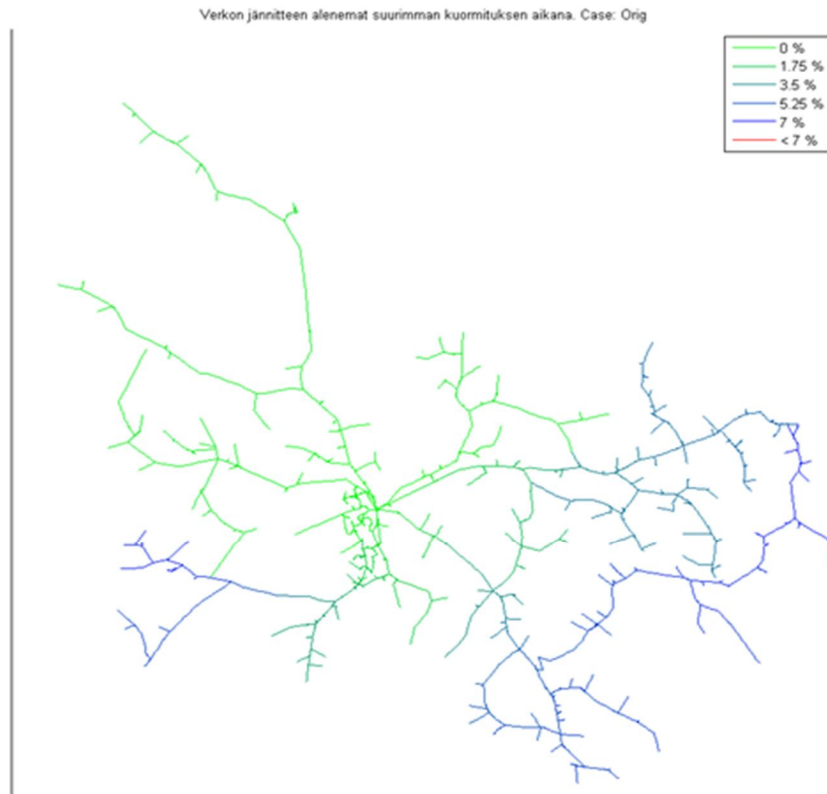 Verkon jännitteen alenemat suurimman kuormituksen aikana. Case: Orig
0 %
1.75 %
3.5 %
5.25 %
7 %
< 7 %